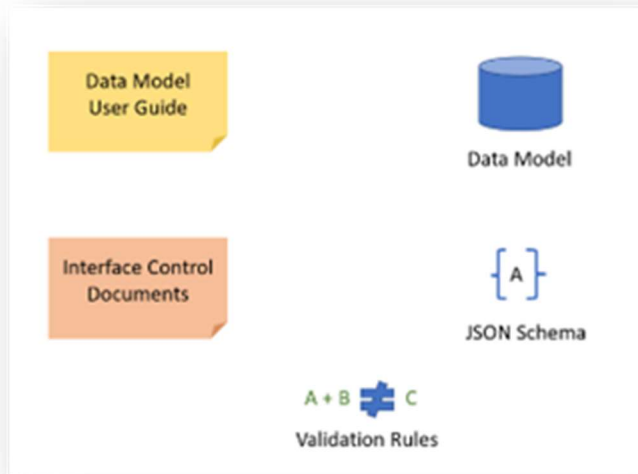 Data Model
User Guide
Data Model
Interface Control
Documents
{A}
JSON Schema
A + B ≠ C
Validation Rules